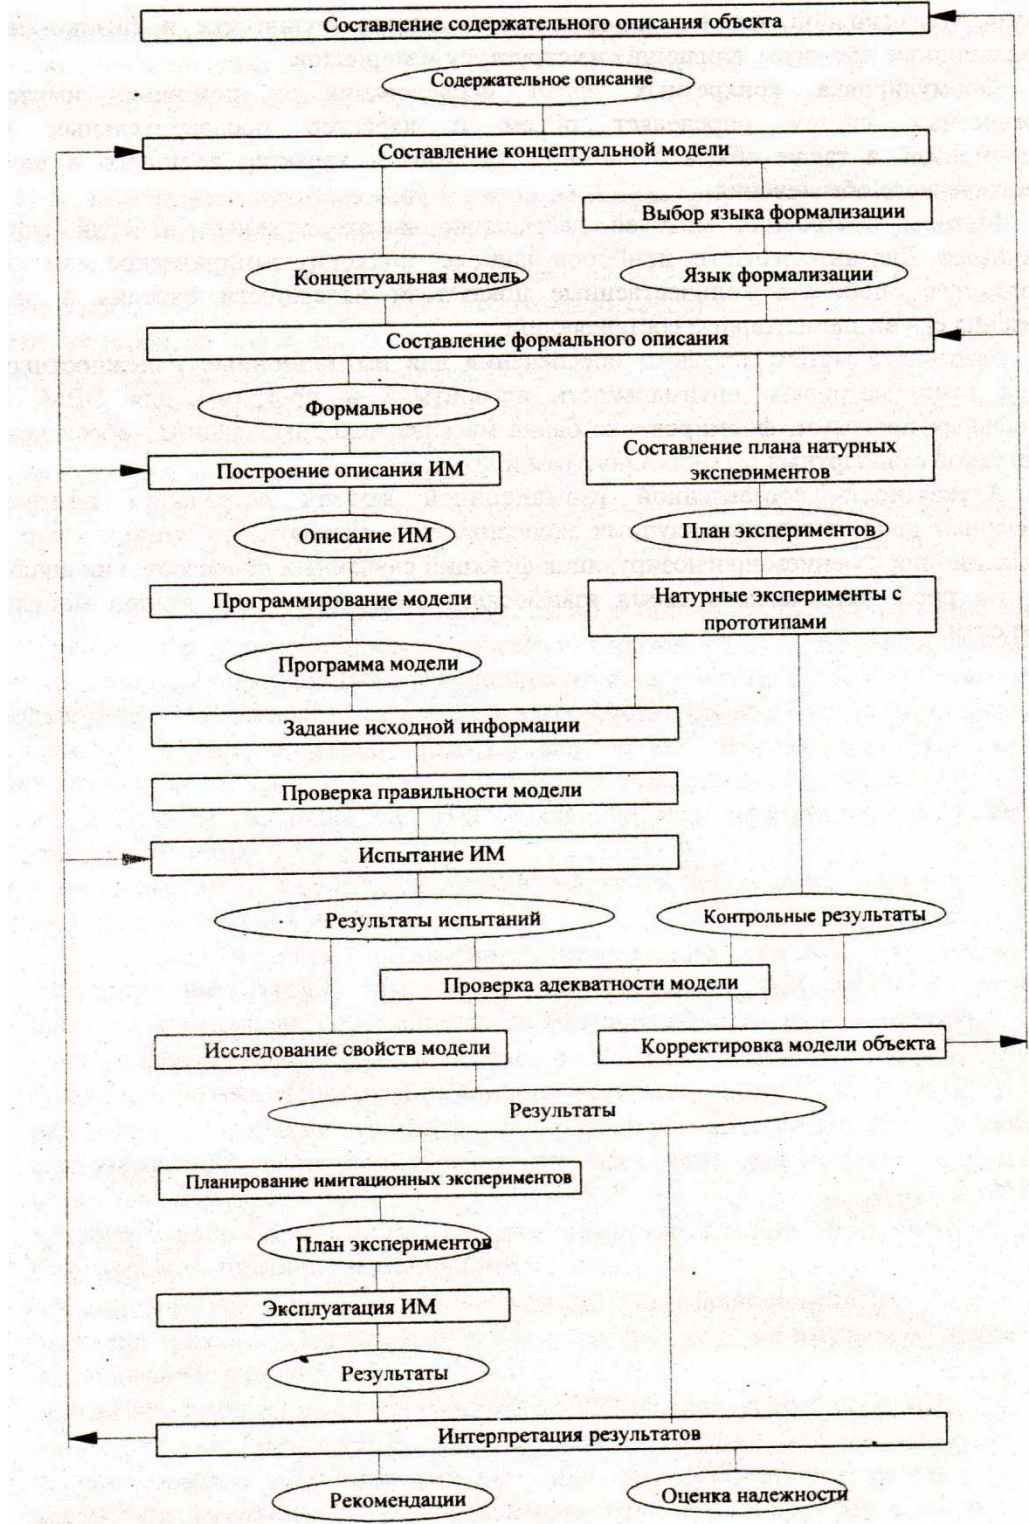 Составление содержательного описания объекта
Содержательное описание
Составление концептуальной модели
Выбор языка формализации
Концептуальная модель
Язык формализации
Составление формального описания
Формальное
Составление плана натурных
экспериментов
Построение описания ИМ
Описание ИМ
План экспериментов
Программирование модели
Натурные эксперименты с
прототипами
Программа модели
Задание исходной информации
Проверка правильности модели
Испытание ИМ
Результаты испытаний
Контрольные результаты
Проверка адекватности модели
Исследование свойств модели
Корректировка модели объекта
Результаты
Планирование имитационных экспериментов
План экспериментов
Эксплуатация ИМ
Результаты
Интерпретация результатов
Рекомендации
Оценка надежности